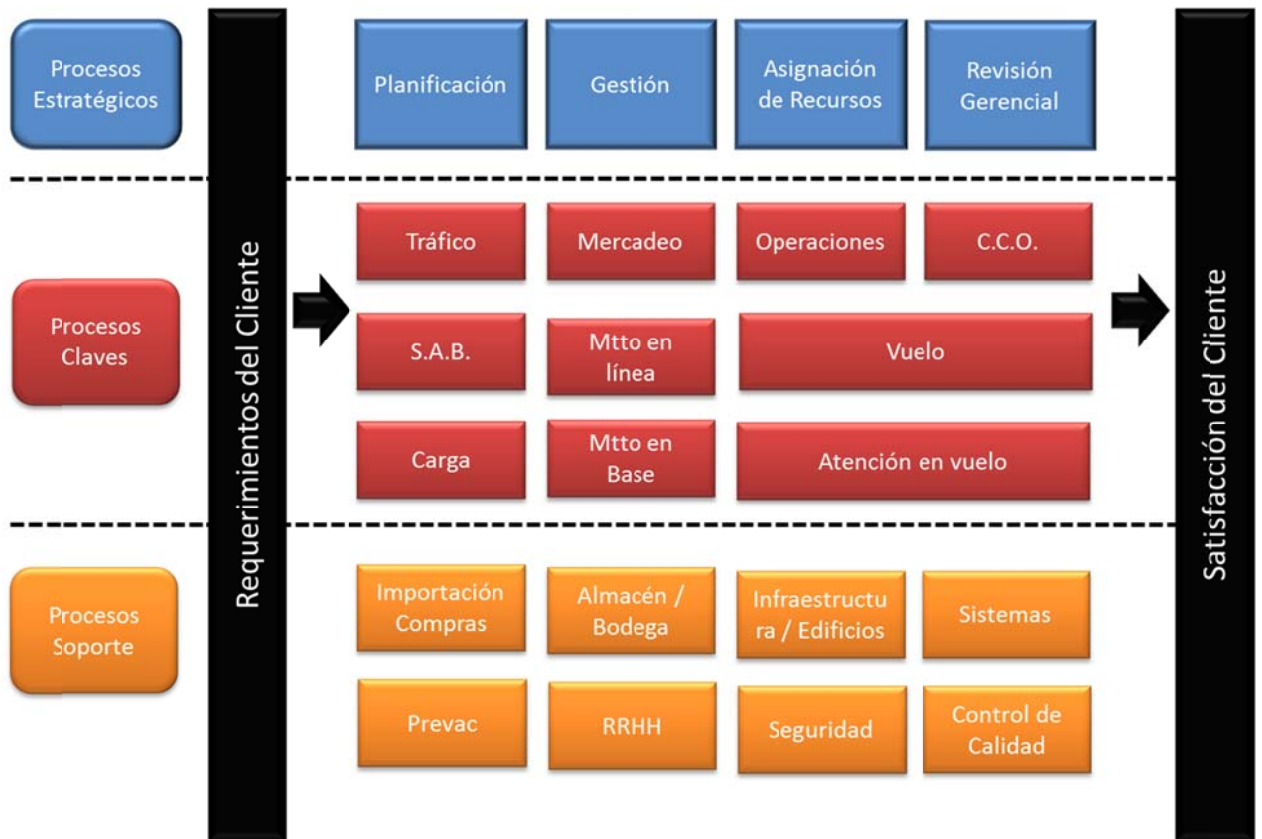 Procesos
Estratégicos
Requerimientos del Cliente
Planificación
Gestión
Asignación
de Recursos
Revisión
Gerencial
Satisfacción del Cliente
Procesos
Claves
Tráfico
Mercadeo
Operaciones
C.C.O.
S.A.B.
Mtto en
línea
Vuelo
Carga
Mtto en
Base
Atención en vuelo
Procesos
Soporte
Importación
Compras
Almacén /
Bodega
Infraestructu
ra / Edificios
Sistemas
Prevac
RRHH
Seguridad
Control de
Calidad